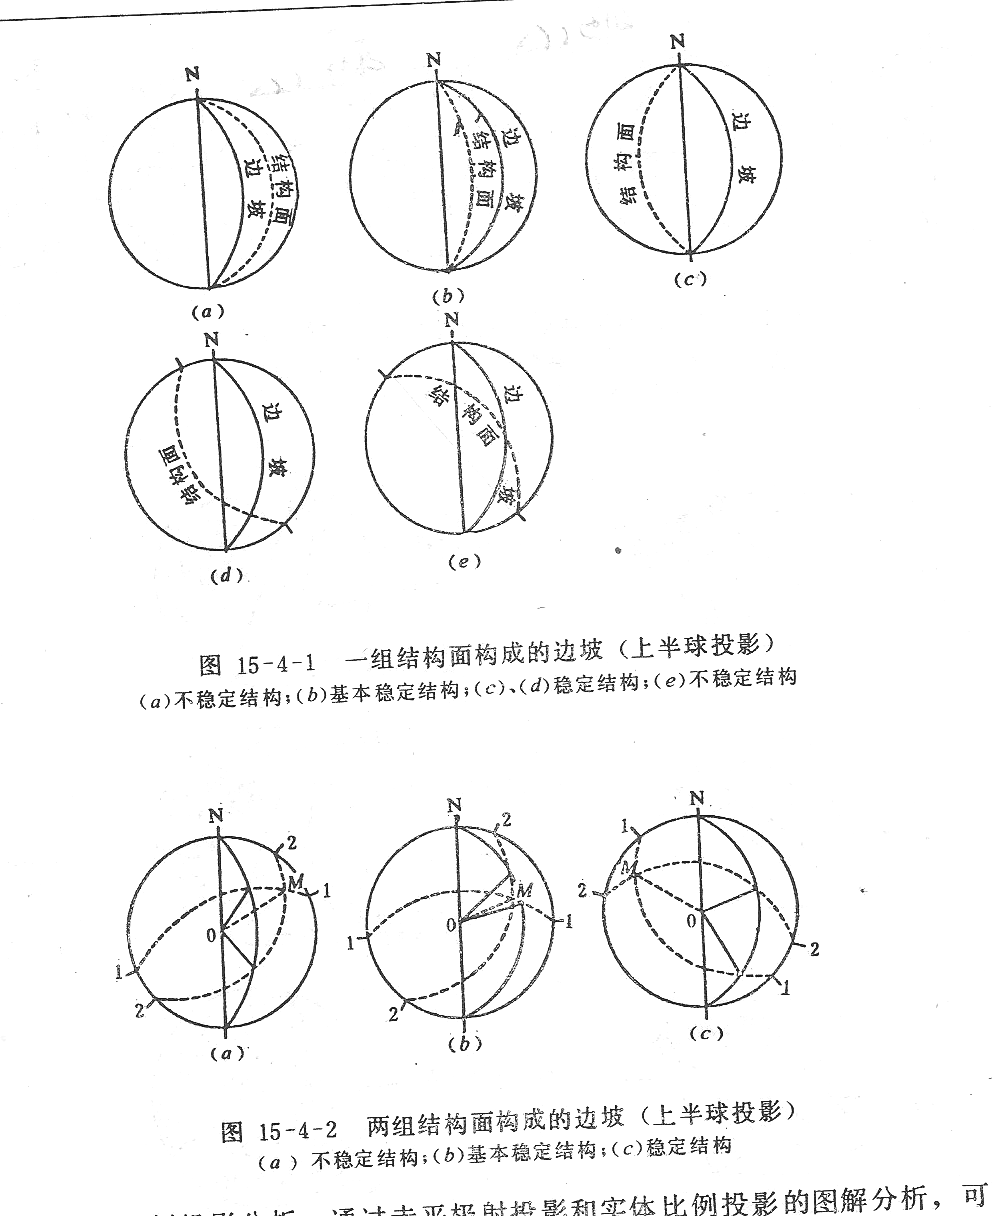 N
N
N
结构面
边坡
结构面
边坡
结构面
边坡
(a)
(b)
(c)
N
N
结构面
边坡
结构面
边坡
(d)
(e)
图 15-4-1 一组结构面构成的边坡（上半球投影）
(a)不稳定结构;(b)基本稳定结构;(c)、(d)稳定结构;(e)不稳定结构
N
2
M
1
0
1
2
(a)
N
2
M
1
0
1
2
(b)
N
1
M
2
0
2
1
(c)
图 15-4-2 两组结构面构成的边坡（上半球投影）
(a) 不稳定结构;(b)基本稳定结构;(c)稳定结构
投影分析，通过赤平极射投影和实体比例投影的图解分析，可